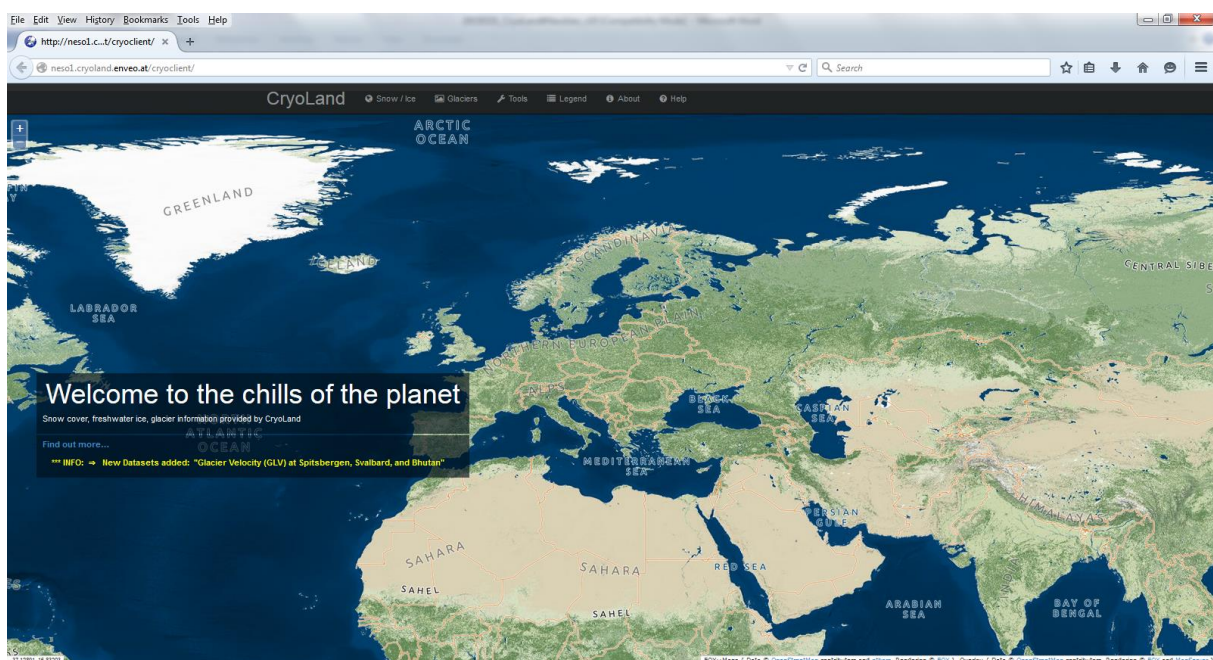 File Edit View History Bookmarks Tools Help
http://neso1.c...t/cryoclient/ × +
neso1.cryoland.enveo.at/cryoclient/
Search
CryoLand Snow / Ice Glaciers Tools Legend About Help
+
ARCTIC
OCEAN
GREENLAND
SCANDINAVIA
CENTRAL SIBE
LABRADOR
SEA
NORTHERN EUROPEAN PLAIN
ALPS
Welcome to the chills of the planet
Snow cover, freshwater ice, glacier information provided by CryoLand
ATLANTIC
OCEAN
Find out more...
*** INFO: ⇒ New Datasets added: "Glacier Velocity (GLV) at Spitsbergen, Svalbard, and Bhutan"
BLACK
SEA
CASPIAN
SEA
MEDITERRANEAN
SEA
HIMALAYAS
PERSIAN
GULF
SAHARA
SAHARA
RED SEA
SAHEL
SAHEL
ARABIAN
SEA
BAY OF
BENGAL